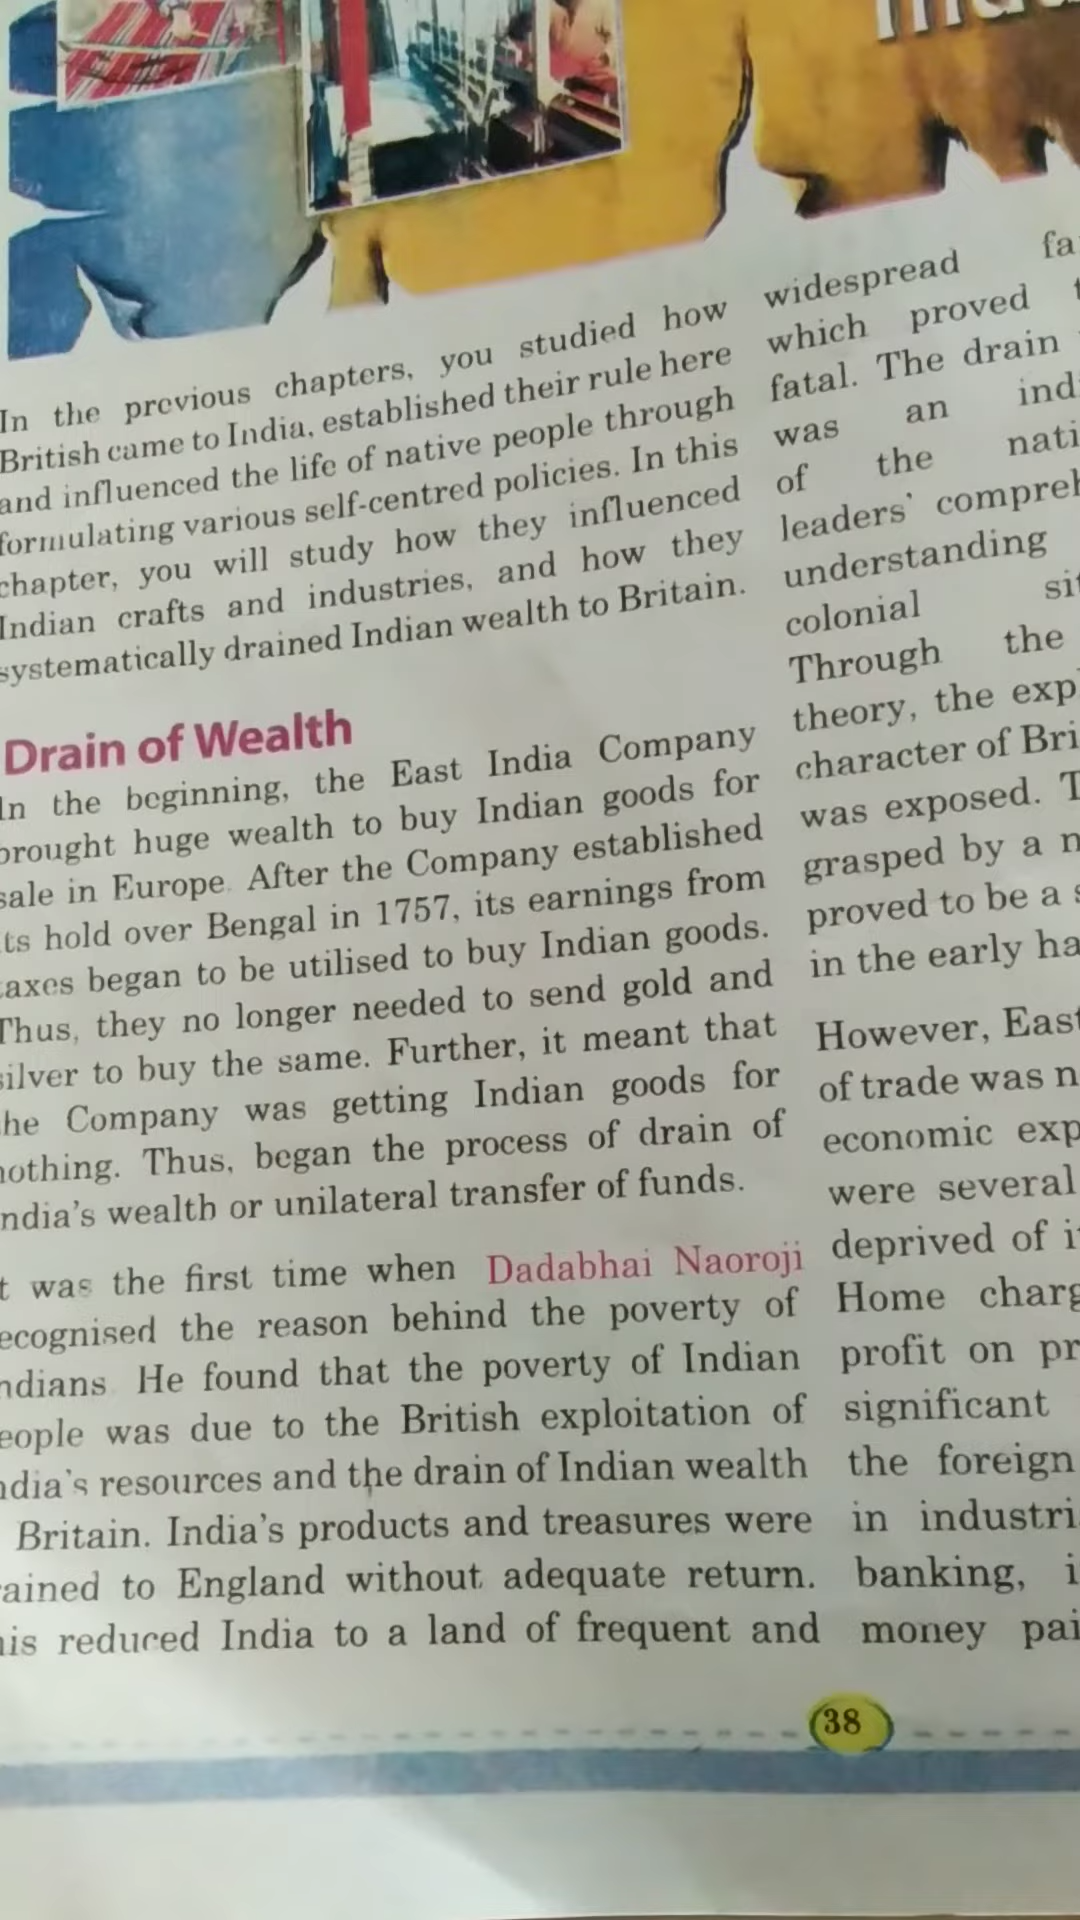 In the previous chapters, you studied how
British came to India, established their rule here
and influenced the life of native people through
formulating various self-centred policies. In this
chapter, you will study how they influenced
Indian crafts and industries, and how they
systematically drained Indian wealth to Britain.
Drain of Wealth
In the beginning, the East India Company
brought huge wealth to buy Indian goods for
sale in Europe. After the Company established
its hold over Bengal in 1757, its earnings from
taxes began to be utilised to buy Indian goods.
Thus, they no longer needed to send gold and
silver to buy the same. Further, it meant that
the Company was getting Indian goods for
nothing. Thus, began the process of drain of
India's wealth or unilateral transfer of funds.
It was the first time when Dadabhai Naoroji
recognised the reason behind the poverty of
Indians. He found that the poverty of Indian
people was due to the British exploitation of
India's resources and the drain of Indian wealth
Britain. India's products and treasures were
drained to England without adequate return.
This reduced India to a land of frequent and
widespread
which proved
fatal. The drain
was an
of the
leaders'
understanding
colonial
Through the
theory, the
character of
was exposed.
grasped by a
proved to be a
in the early
However, East
of trade was
economic
were several
deprived of
Home
profit on
significant
the foreign
in
banking,
money
38